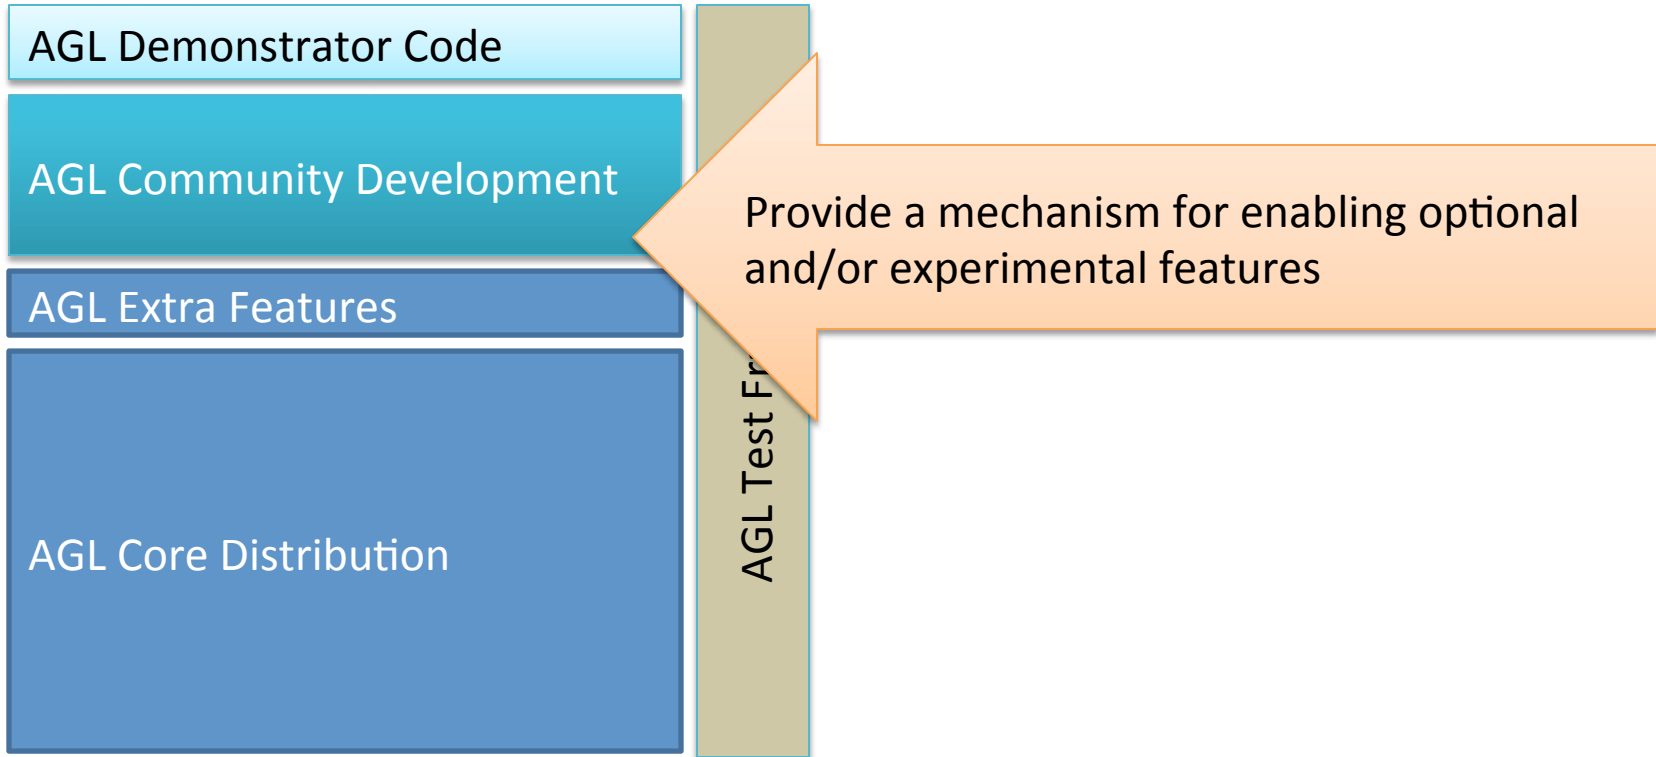 AGL Demonstrator Code
AGL Community Development
Provide a mechanism for enabling optional
and/or experimental features
AGL Extra Features
AGL Core Distribution
AGL Test